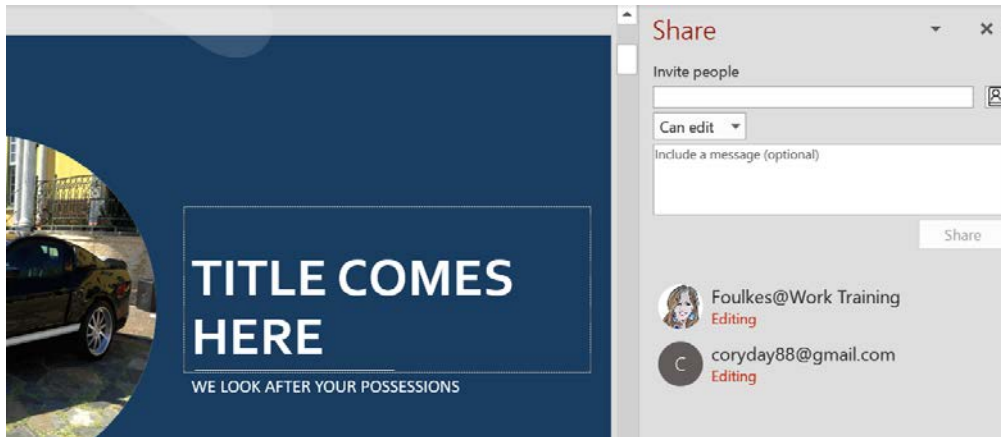 TITLE COMES
HERE
WE LOOK AFTER YOUR POSSESSIONS
Share
Invite people
Can edit
Include a message (optional)
Share
Foulkes@Work Training
Editing
C
coryday88@gmail.com
Editing